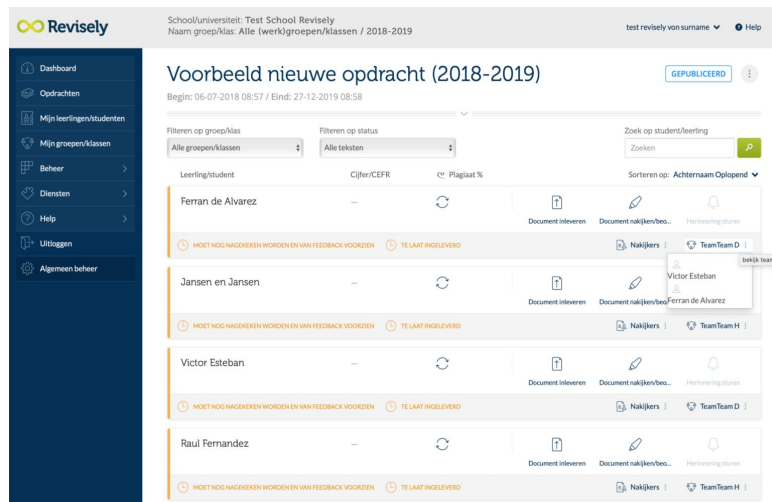 Revisely
School/universiteit: Test School Revisely
Naam groep/klas: Alle (werk)groepen/klassen / 2018-2019
test revisely von surname
Help
Dashboard
Opdrachten
Mijn leerlingen/studenten
Mijn groepen/klassen
Beheer
Diensten
Help
Uitloggen
Algemeen beheer
Voorbeeld nieuwe opdracht (2018-2019)
GEPUBLICEERD
Begin: 06-07-2018 08:57 / Eind: 27-12-2019 08:58
Filteren op groep/klas
Filteren op status
Zoek op student/leerling
Alle groepen/klassen
Alle teksten
Zoeken
Leerling/student
Cijfer/CEFR
Plagiaat %
Sorteren op: Achternaam Oplopend
Ferran de Alvarez
–
Document inleveren
Document nakijken/beo...
Herinnering sturen
MOET NOG NAGEKEKEN WORDEN EN VAN FEEDBACK VOORZIEN
TE LAAT INGELEVERD
Nakijkers
TeamTeam D
bekijk team
Victor Esteban
Ferran de Alvarez
Jansen en Jansen
–
Document inleveren
Document nakijken/beo
MOET NOG NAGEKEKEN WORDEN EN VAN FEEDBACK VOORZIEN
TE LAAT INGELEVERD
Nakijkers
TeamTeam H
Victor Esteban
–
Document inleveren
Document nakijken/beo...
Herinnering sturen
MOET NOG NAGEKEKEN WORDEN EN VAN FEEDBACK VOORZIEN
TE LAAT INGELEVERD
Nakijkers
TeamTeam D
Raul Fernandez
–
Document inleveren
Document nakijken/beo...
Herinnering sturen
MOET NOG NAGEKEKEN WORDEN EN VAN FEEDBACK VOORZIEN
TE LAAT INGELEVERD
Nakijkers
TeamTeam H